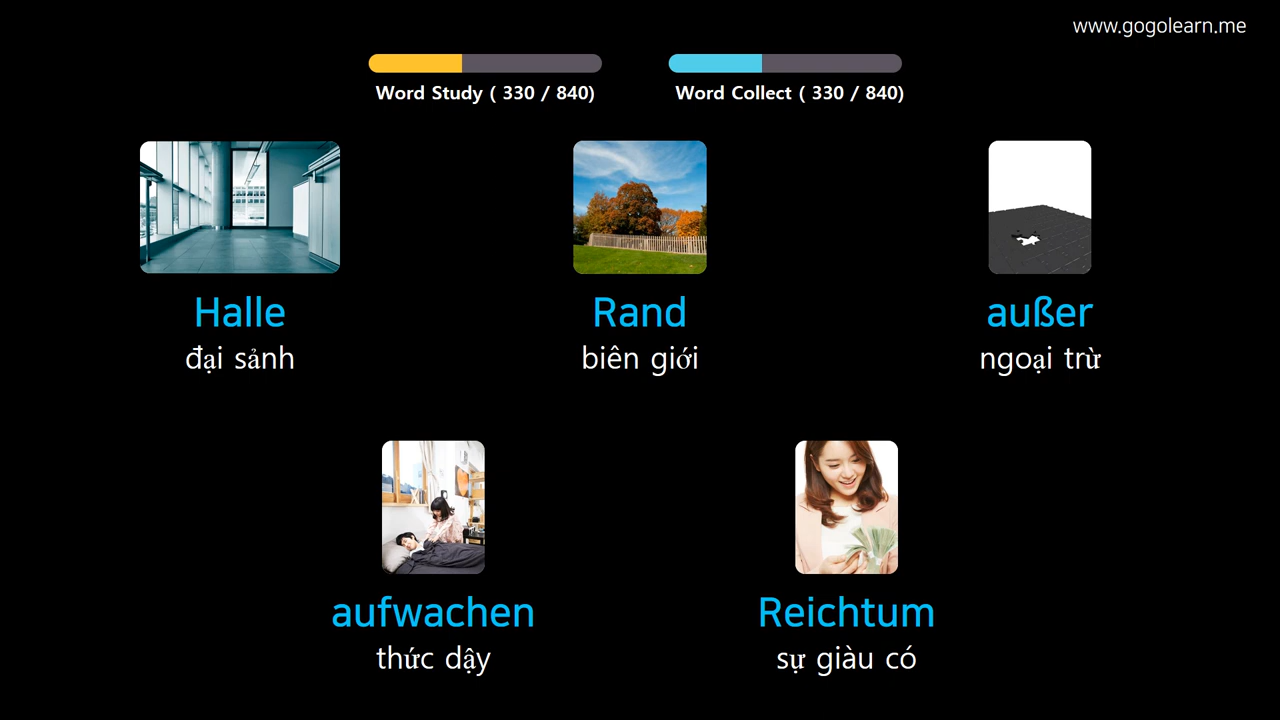 www.gogolearn.me
Word Study ( 330 / 840)
Word Collect ( 330 / 840)
Halle
đại sảnh
Rand
biên giới
außer
ngoại trừ
aufwachen
thức dậy
Reichtum
sự giàu có